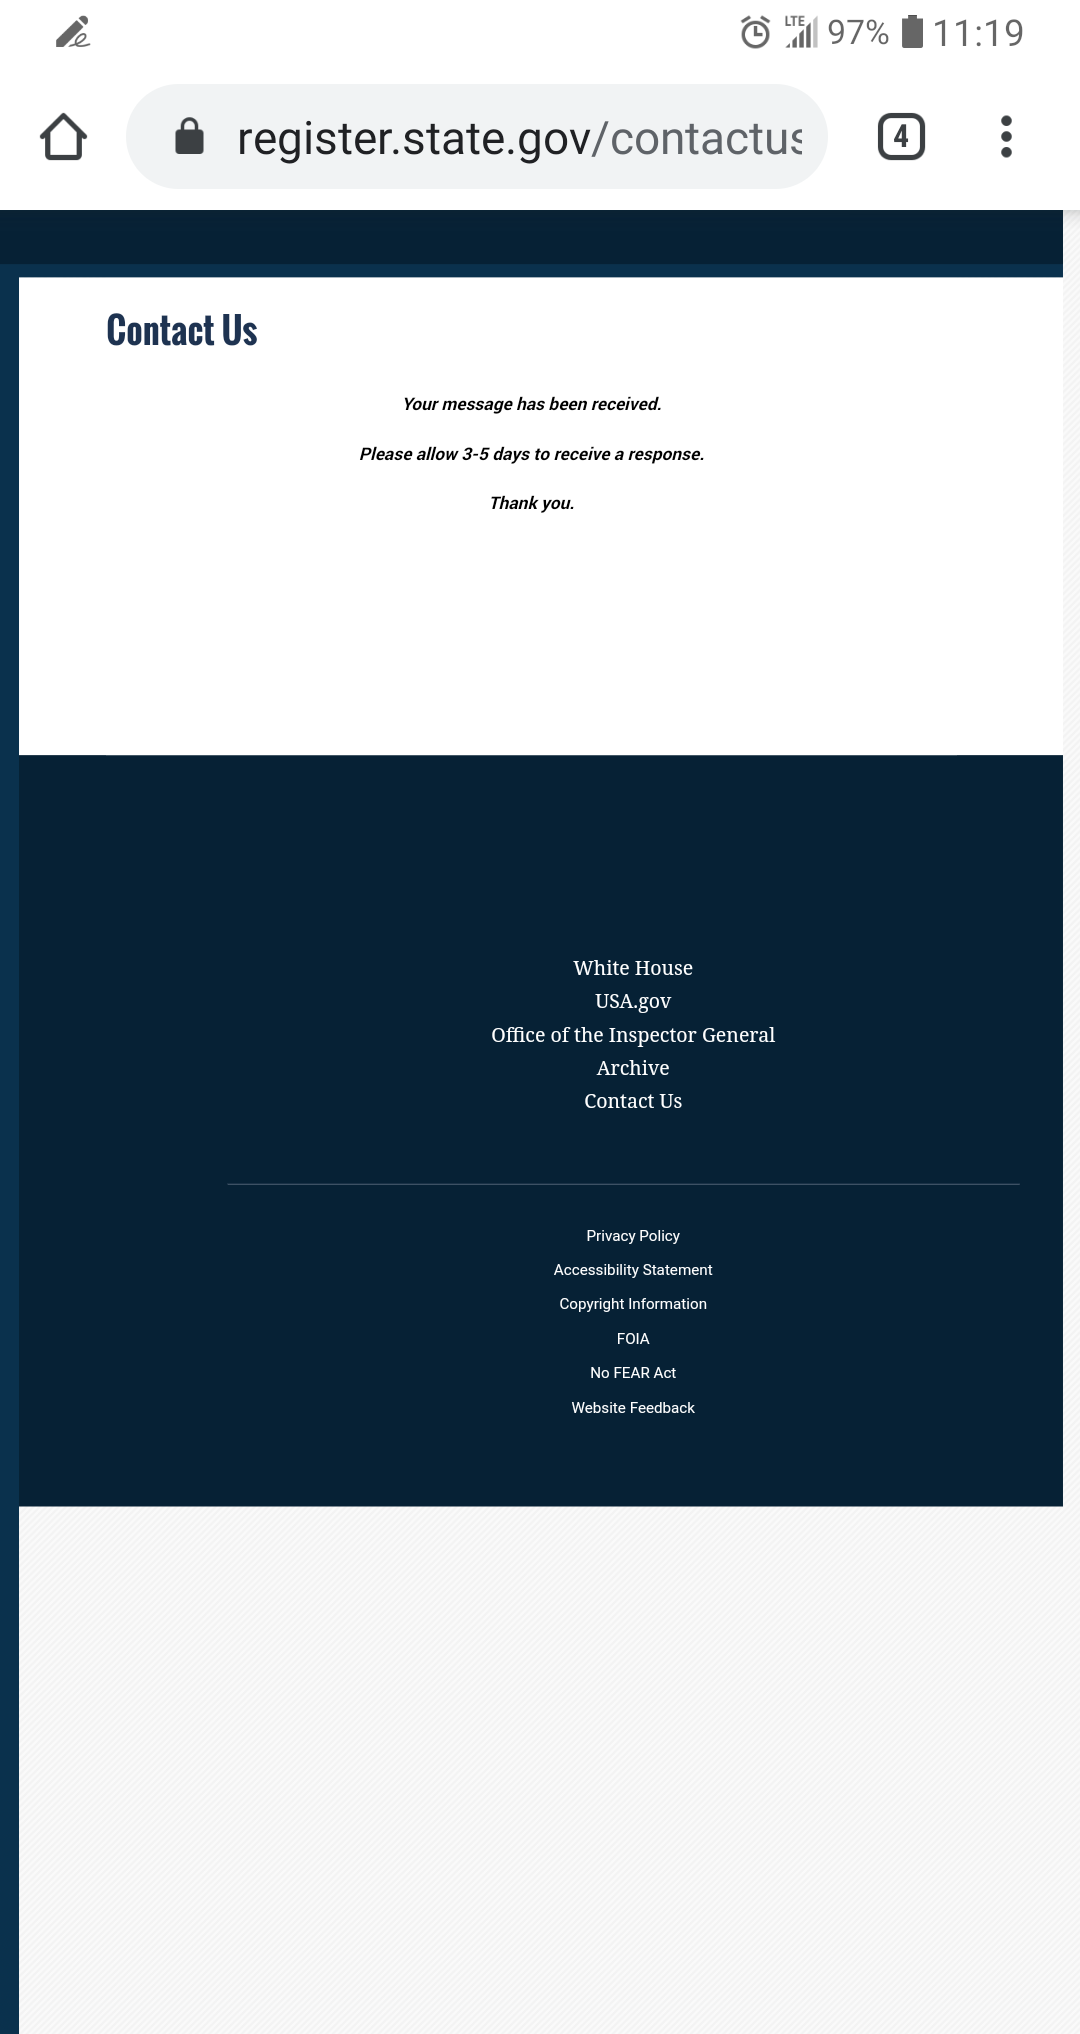 LTE 97% 11:19
register.state.gov/contactus
4
Contact Us
Your message has been received.
Please allow 3-5 days to receive a response.
Thank you.
White House
USA.gov
Office of the Inspector General
Archive
Contact Us
Privacy Policy
Accessibility Statement
Copyright Information
FOIA
No FEAR Act
Website Feedback